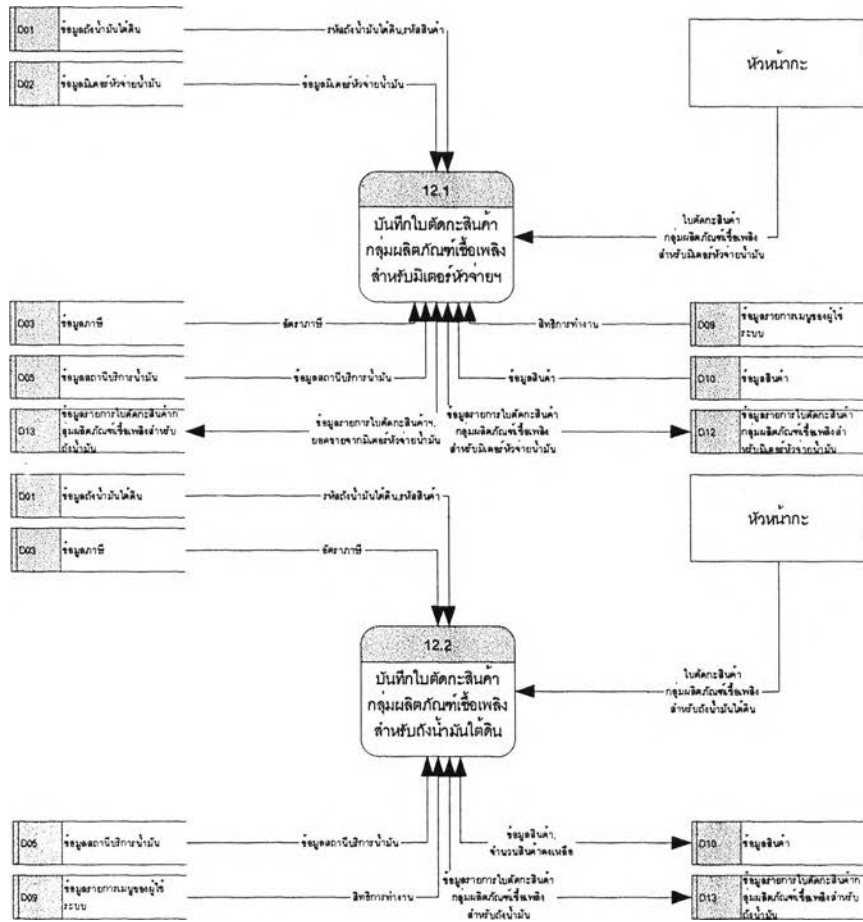 D01 ข้อมูลถังน้ำมันใต้ดิน รหัสถังน้ำมันใต้ดิน,รหัสสินค้า
หัวหน้ากะ
D02 ข้อมูลมิเตอร์หัวจ่ายน้ำมัน ข้อมูลมิเตอร์หัวจ่ายน้ำมัน
12.1
บันทึกใบตัดกะสินค้า
กลุ่มผลิตภัณฑ์เชื้อเพลิง
สำหรับมิเตอร์หัวจ่ายฯ
ใบตัดกะสินค้า
กลุ่มผลิตภัณฑ์เชื้อเพลิง
สำหรับมิเตอร์หัวจ่ายน้ำมัน
D03 ข้อมูลภาษี อัตราภาษี
สิทธิการทำงาน D09 ข้อมูลรายการเมนูของผู้ใช้
ระบบ
D05 ข้อมูลสถานีบริการน้ำมัน ข้อมูลสถานีบริการน้ำมัน
ข้อมูลสินค้า D10 ข้อมูลสินค้า
D13 ข้อมูลรายการใบตัดกะสินค้าก
ลุ่มผลิตภัณฑ์เชื้อเพลิงสำหรับ
ถังน้ำมัน
ข้อมูลรายการใบตัดกะสินค้าฯ,
ยอดขายจากมิเตอร์หัวจ่ายน้ำมัน
ข้อมูลรายการใบตัดกะสินค้า
กลุ่มผลิตภัณฑ์เชื้อเพลิง
สำหรับมิเตอร์หัวจ่ายน้ำมัน
D12 ข้อมูลรายการใบตัดกะสินค้า
กลุ่มผลิตภัณฑ์เชื้อเพลิงสำ
หรับมิเตอร์หัวจ่ายน้ำมัน
D01 ข้อมูลถังน้ำมันใต้ดิน รหัสถังน้ำมันใต้ดิน,รหัสสินค้า
หัวหน้ากะ
D03 ข้อมูลภาษี อัตราภาษี
12.2
บันทึกใบตัดกะสินค้า
กลุ่มผลิตภัณฑ์เชื้อเพลิง
สำหรับถังน้ำมันใต้ดิน
ใบตัดกะสินค้า
กลุ่มผลิตภัณฑ์เชื้อเพลิง
สำหรับถังน้ำมันใต้ดิน
D05 ข้อมูลสถานีบริการน้ำมัน ข้อมูลสถานีบริการน้ำมัน
ข้อมูลสินค้า,
จำนวนสินค้าคงเหลือ
D10 ข้อมูลสินค้า
D09 ข้อมูลรายการเมนูของผู้ใช้
ระบบ
สิทธิการทำงาน
ข้อมูลรายการใบตัดกะสินค้า
กลุ่มผลิตภัณฑ์เชื้อเพลิง
สำหรับถังน้ำมัน
D13 ข้อมูลรายการใบตัดกะสินค้าก
ลุ่มผลิตภัณฑ์เชื้อเพลิงสำหรับ
ถังน้ำมัน